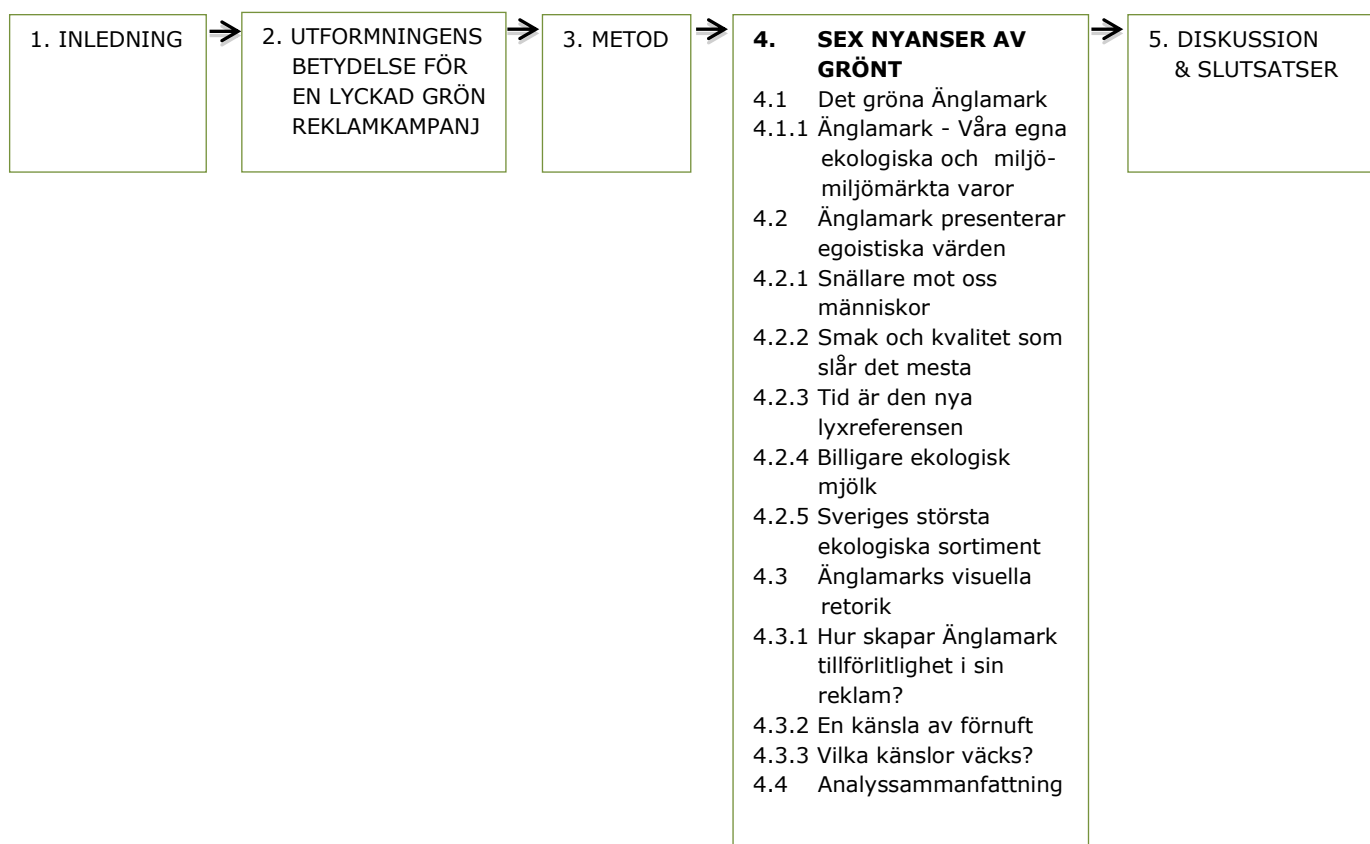 1. INLEDNING
2. UTFORMNINGENS
BETYDELSE FÖR
EN LYCKAD GRÖN
REKLAMKAMPANJ
3. METOD
4. SEX NYANSER AV
GRÖNT
4.1 Det gröna Änglamark
4.1.1 Änglamark - Våra egna
ekologiska och miljö-
miljömärkta varor
4.2 Änglamark presenterar
egoistiska värden
4.2.1 Snällare mot oss
människor
4.2.2 Smak och kvalitet som
slår det mesta
4.2.3 Tid är den nya
lyxreferensen
4.2.4 Billigare ekologisk
mjölk
4.2.5 Sveriges största
ekologiska sortiment
4.3 Änglamarks visuella
retorik
4.3.1 Hur skapar Änglamark
tillförlitlighet i sin
reklam?
4.3.2 En känsla av förnuft
4.3.3 Vilka känslor väcks?
4.4 Analyssammanfattning
5. DISKUSSION
& SLUTSATSER